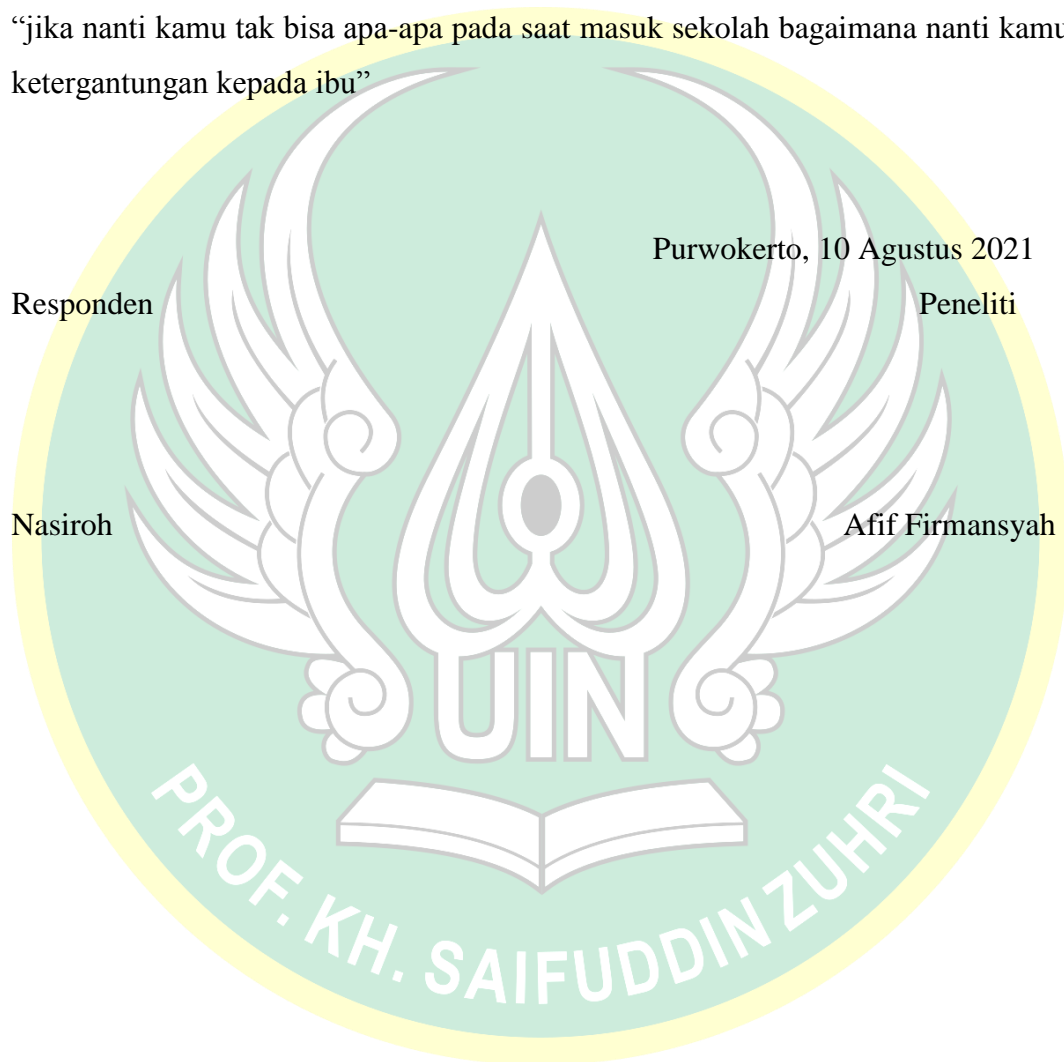 “jika nanti kamu tak bisa apa-apa pada saat masuk sekolah bagaimana nanti kamu
ketergantungan kepada ibu”
Purwokerto, 10 Agustus 2021
Responden Peneliti
Nasiroh Afif Firmansyah
UIN
PROF. KH. SAIFUDDIN ZUHRI